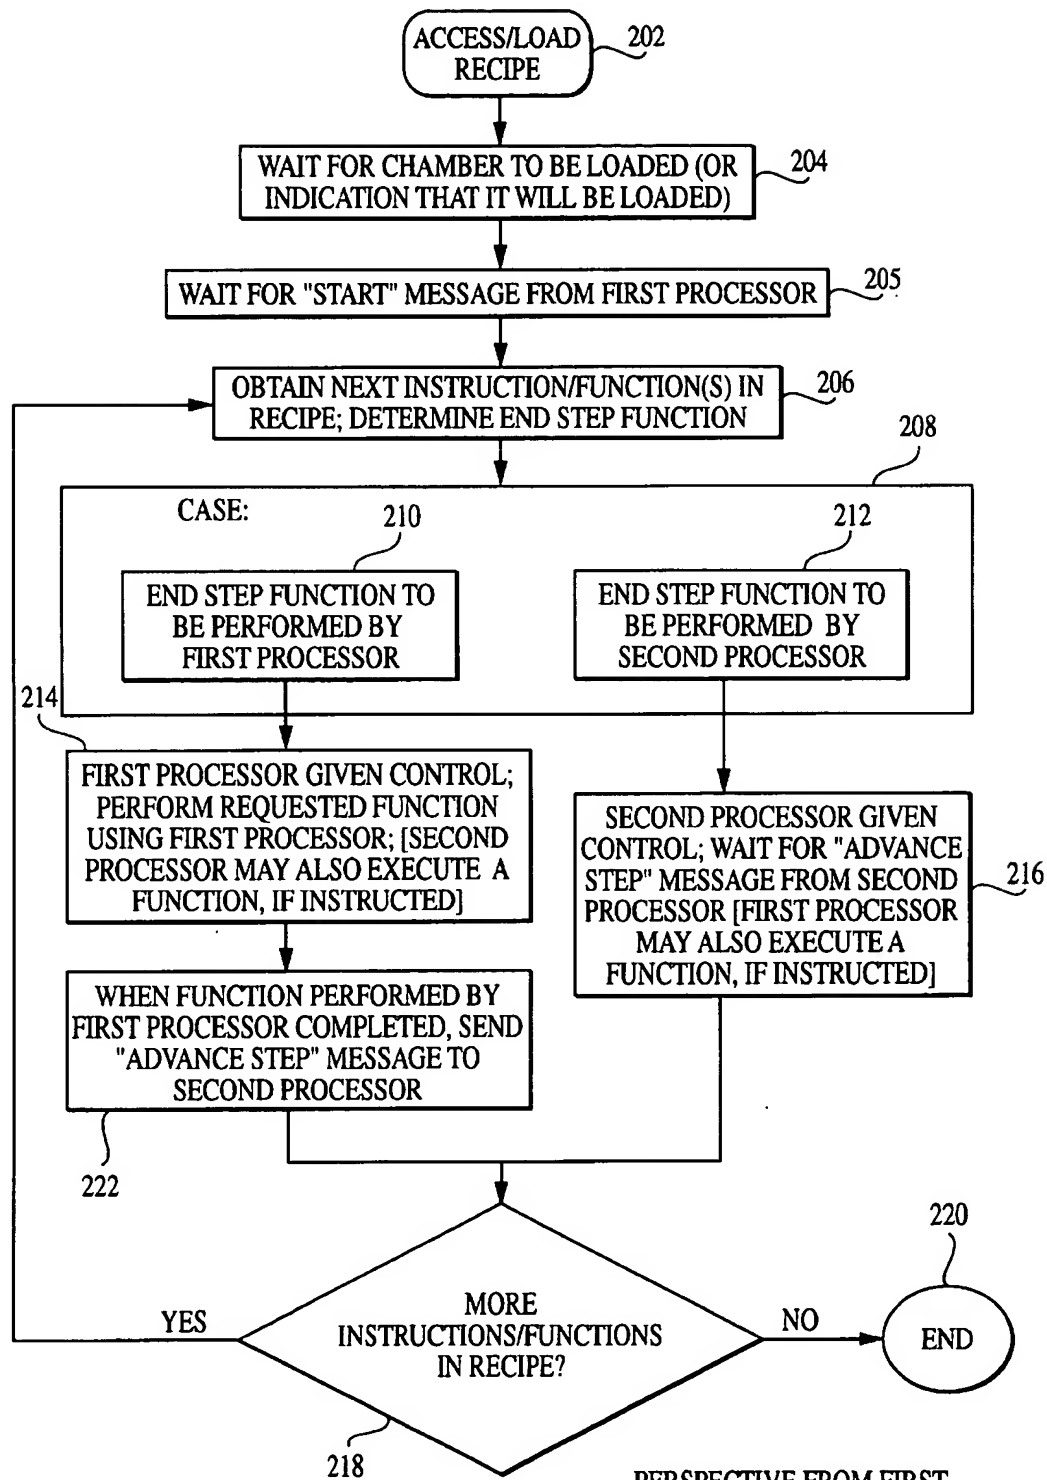 ACCESS/LOAD
RECIPE
202
WAIT FOR CHAMBER TO BE LOADED (OR
INDICATION THAT IT WILL BE LOADED)
204
WAIT FOR "START" MESSAGE FROM FIRST PROCESSOR
205
OBTAIN NEXT INSTRUCTION/FUNCTION(S) IN
RECIPE; DETERMINE END STEP FUNCTION
206
208
CASE:
210
212
END STEP FUNCTION TO
BE PERFORMED BY
FIRST PROCESSOR
END STEP FUNCTION TO
BE PERFORMED BY
SECOND PROCESSOR
214
FIRST PROCESSOR GIVEN CONTROL;
PERFORM REQUESTED FUNCTION
USING FIRST PROCESSOR; [SECOND
PROCESSOR MAY ALSO EXECUTE A
FUNCTION, IF INSTRUCTED]
SECOND PROCESSOR GIVEN
CONTROL; WAIT FOR "ADVANCE
STEP" MESSAGE FROM SECOND
PROCESSOR [FIRST PROCESSOR
MAY ALSO EXECUTE A
FUNCTION, IF INSTRUCTED]
216
WHEN FUNCTION PERFORMED BY
FIRST PROCESSOR COMPLETED, SEND
"ADVANCE STEP" MESSAGE TO
SECOND PROCESSOR
222
MORE
INSTRUCTIONS/FUNCTIONS
IN RECIPE?
YES
NO
220
END
218
PERSPECTIVE FROM FIRST